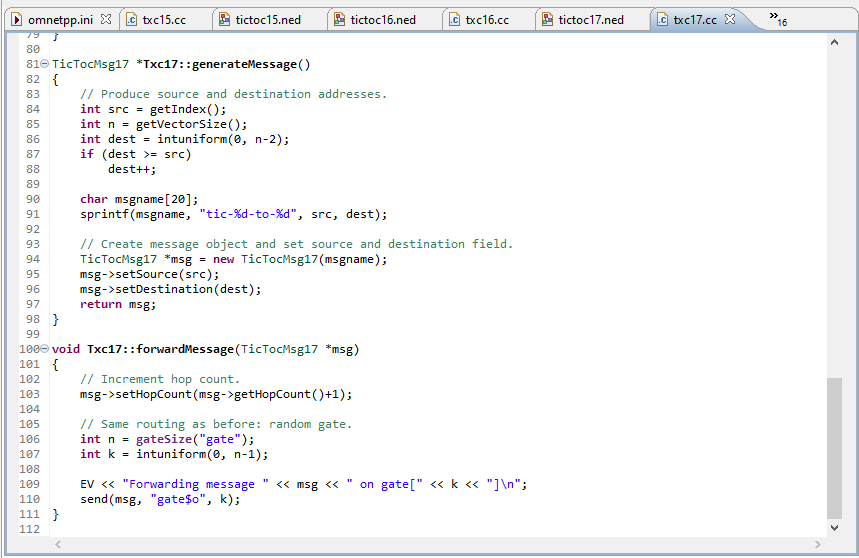 omnetpp.ini txc15.cc tictoc15.ned tictoc16.ned txc16.cc tictoc17.ned txc17.cc »16
79 }
80
81 TicTocMsg17 *Txc17::generateMessage()
82 {
83     // Produce source and destination addresses.
84     int src = getIndex();
85     int n = getVectorSize();
86     int dest = intuniform(0, n-2);
87     if (dest >= src)
88         dest++;
89
90     char msgname[20];
91     sprintf(msgname, "tic-%d-to-%d", src, dest);
92
93     // Create message object and set source and destination field.
94     TicTocMsg17 *msg = new TicTocMsg17(msgname);
95     msg->setSource(src);
96     msg->setDestination(dest);
97     return msg;
98 }
99
100 void Txc17::forwardMessage(TicTocMsg17 *msg)
101 {
102     // Increment hop count.
103     msg->setHopCount(msg->getHopCount()+1);
104
105     // Same routing as before: random gate.
106     int n = gateSize("gate");
107     int k = intuniform(0, n-1);
108
109     EV << "Forwarding message " << msg << " on gate[" << k << "]\n";
110     send(msg, "gate$o", k);
111 }
112